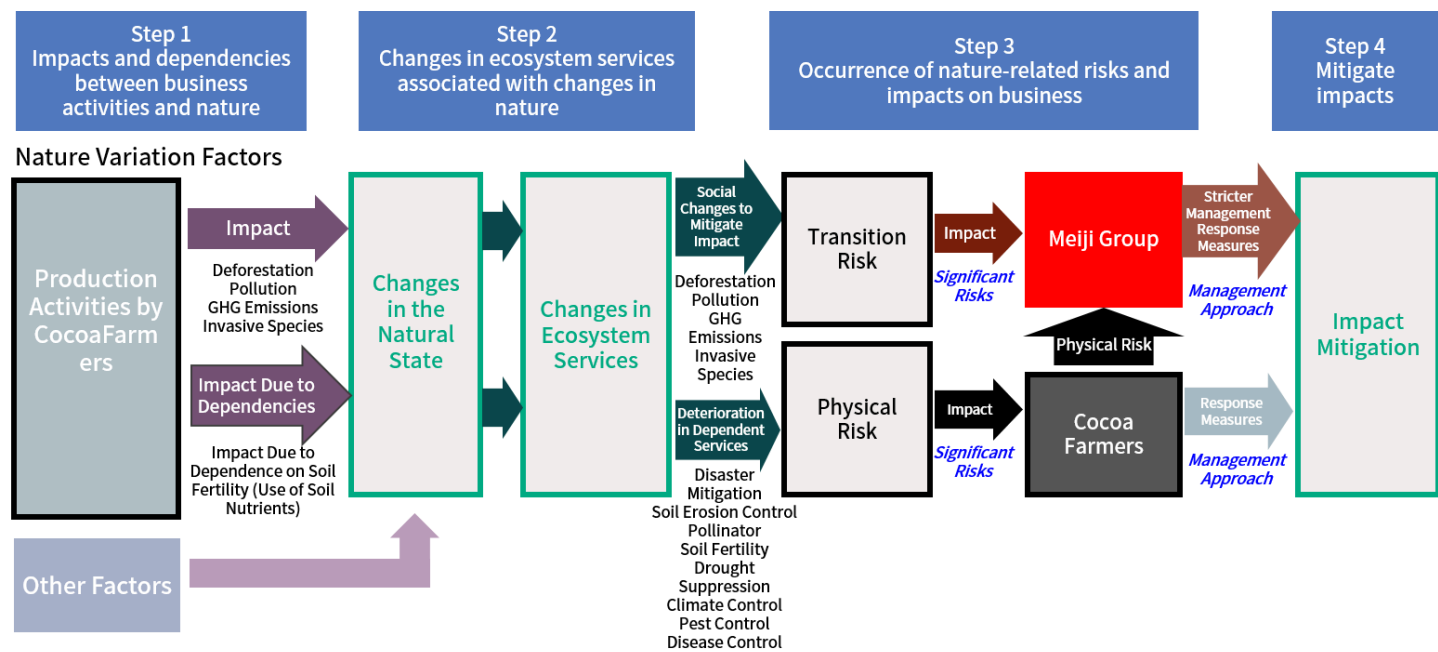 Step 1
Impacts and dependencies
between business
activities and nature
Step 2
Changes in ecosystem services
associated with changes in
nature
Step 3
Occurrence of nature-related risks and
impacts on business
Step 4
Mitigate
impacts
Nature Variation Factors
Production
Activities by
CocoaFarm
ers
Impact
Deforestation
Pollution
GHG Emissions
Invasive Species
Impact Due to
Dependencies
Impact Due to
Dependence on Soil
Fertility (Use of Soil
Nutrients)
Other Factors
Changes
in the
Natural
State
Changes in
Ecosystem
Services
Social
Changes to
Mitigate
Impact
Deforestation
Pollution
GHG
Emissions
Invasive
Species
Deterioration
in Dependent
Services
Disaster
Mitigation
Soil Erosion Control
Pollinator
Soil Fertility
Drought
Suppression
Climate Control
Pest Control
Disease Control
Transition
Risk
Physical
Risk
Impact
Significant
Risks
Impact
Significant
Risks
Meiji Group
Physical Risk
Cocoa
Farmers
Stricter
Management
Response
Measures
Management
Approach
Response
Measures
Management
Approach
Impact
Mitigation